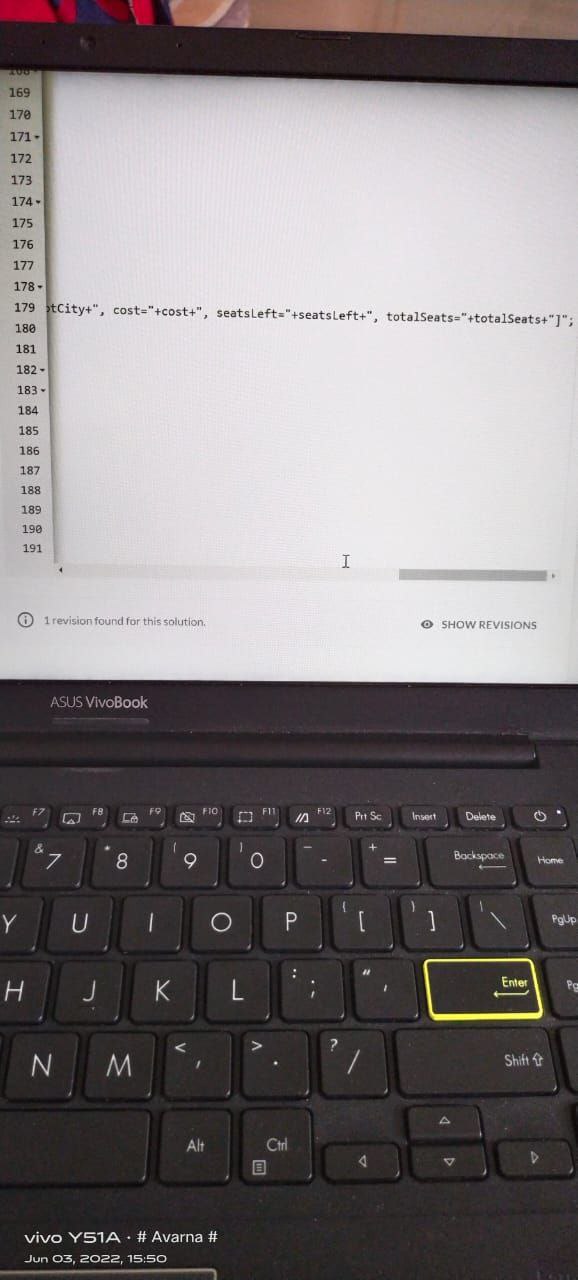 169
170
171
172
173
174
175
176
177
178
179 tCity+", cost="+cost+", seatsLeft="+seatsLeft+", totalSeats="+totalSeats+"]";
180
181
182
183
184
185
186
187
188
189
190
191
1 revision found for this solution. SHOW REVISIONS
ASUS VivoBook
F7 F8 F9 F10 F11 F12 Prt Sc Insert Delete
& 7 * 8 ( 9 ) 0 _ - + = Backspace Home
Y U I O P { [ } ] | \ PgUp
H J K L : ; " ' Enter Pg
N M < , > . ? / Shift
Alt Ctrl
vivo Y51A · # Avarna #
Jun 03, 2022, 15:50